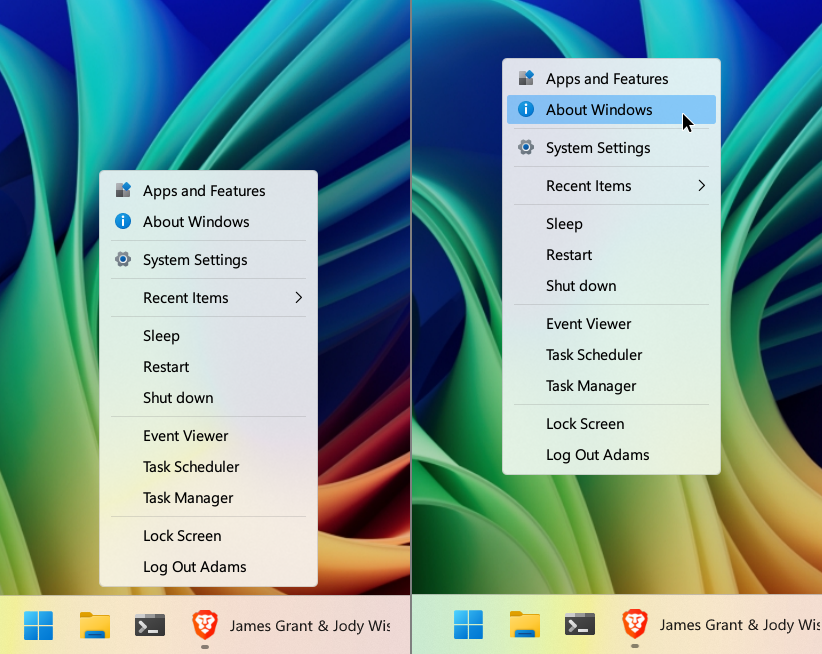 Apps and Features
About Windows
System Settings
Recent Items
Sleep
Restart
Shut down
Event Viewer
Task Scheduler
Task Manager
Lock Screen
Log Out Adams
James Grant & Jody Wis
Apps and Features
About Windows
System Settings
Recent Items
Sleep
Restart
Shut down
Event Viewer
Task Scheduler
Task Manager
Lock Screen
Log Out Adams
James Grant & Jody Wis